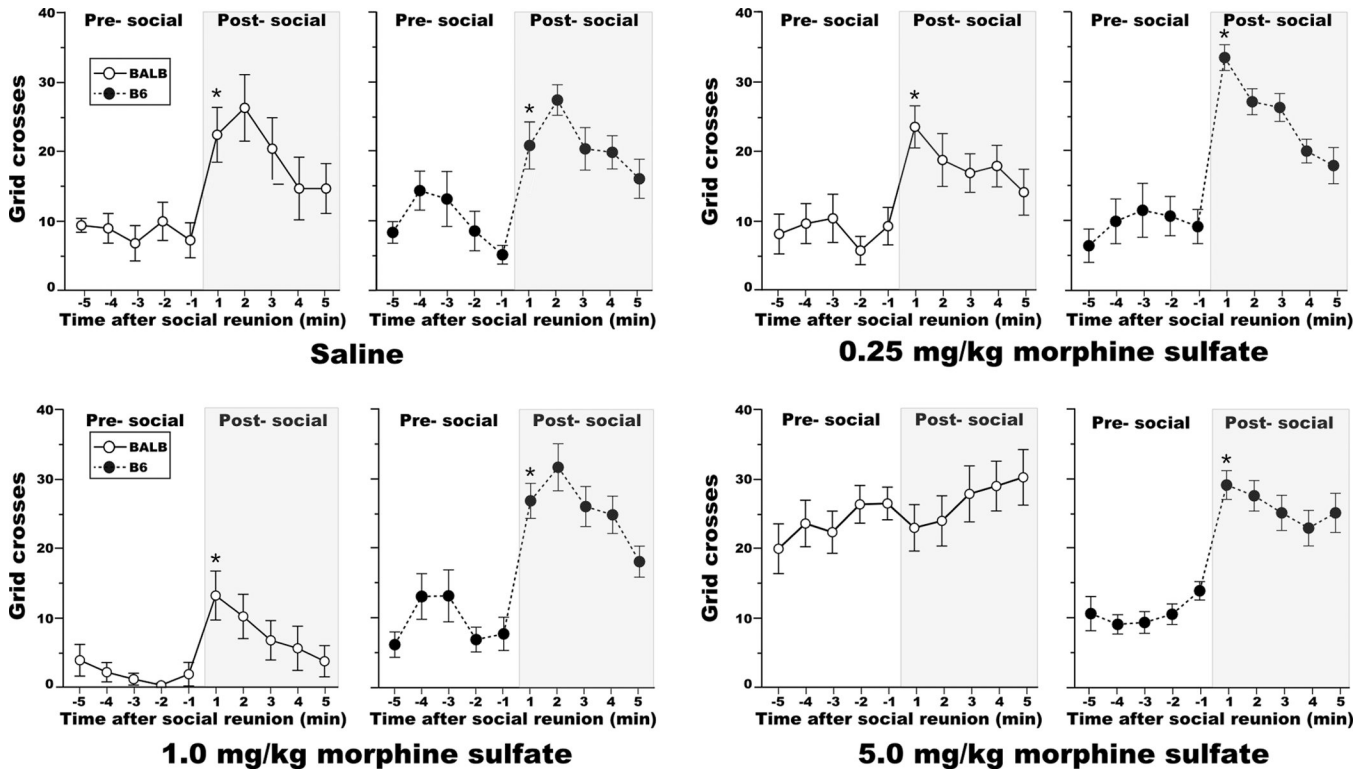 Pre- social Post- social Pre- social Post- social
Grid crosses
40
30
20
10
0
BALB
B6
*
*
-5 -4 -3 -2 -1 1 2 3 4 5
-5 -4 -3 -2 -1 1 2 3 4 5
Time after social reunion (min) Time after social reunion (min)
Saline
Pre- social Post- social Pre- social Post- social
Grid crosses
40
30
20
10
0
*
*
-5 -4 -3 -2 -1 1 2 3 4 5
-5 -4 -3 -2 -1 1 2 3 4 5
Time after social reunion (min) Time after social reunion (min)
0.25 mg/kg morphine sulfate
Pre- social Post- social Pre- social Post- social
Grid crosses
40
30
20
10
0
BALB
B6
*
*
-5 -4 -3 -2 -1 1 2 3 4 5
-5 -4 -3 -2 -1 1 2 3 4 5
Time after social reunion (min) Time after social reunion (min)
1.0 mg/kg morphine sulfate
Pre- social Post- social Pre- social Post- social
Grid crosses
40
30
20
10
0
*
-5 -4 -3 -2 -1 1 2 3 4 5
-5 -4 -3 -2 -1 1 2 3 4 5
Time after social reunion (min) Time after social reunion (min)
5.0 mg/kg morphine sulfate